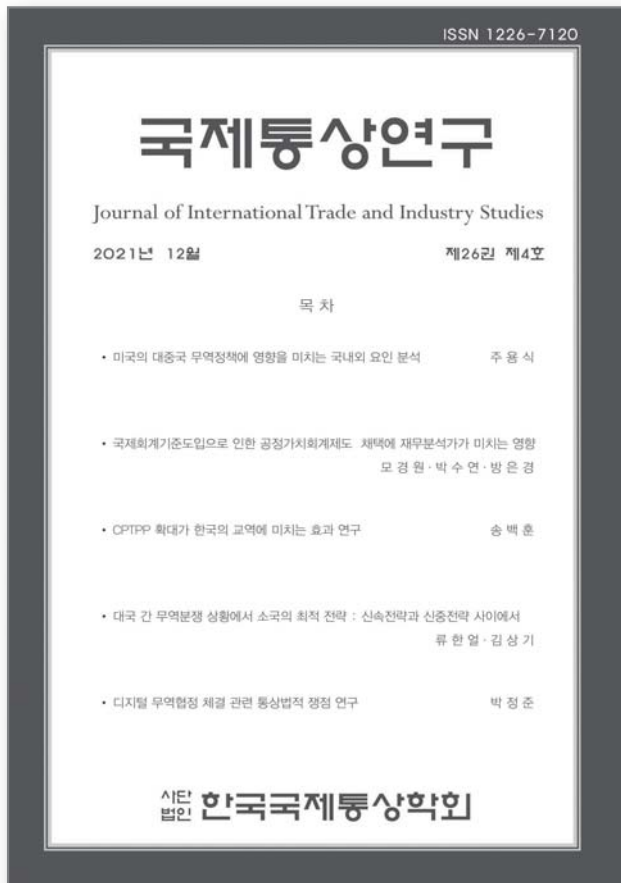 ISSN 1226-7120
국제통상연구
Journal of International Trade and Industry Studies
2021년 12월 제26권 제4호
목 차
• 미국의 대중국 무역정책에 영향을 미치는 국내외 요인 분석 주 용 식
• 국제회계기준도입으로 인한 공정가치회계제도 채택에 재무분석가가 미치는 영향
모 경 원 · 박 수 연 · 방 은 경
• CPTPP 확대가 한국의 교역에 미치는 효과 연구 송 백 훈
• 대국 간 무역분쟁 상황에서 소국의 최적 전략 : 신속전략과 신중전략 사이에서
류 한 얼 · 김 상 기
• 디지털 무역협정 체결 관련 통상법적 쟁점 연구 박 정 준
사단법인 한국국제통상학회